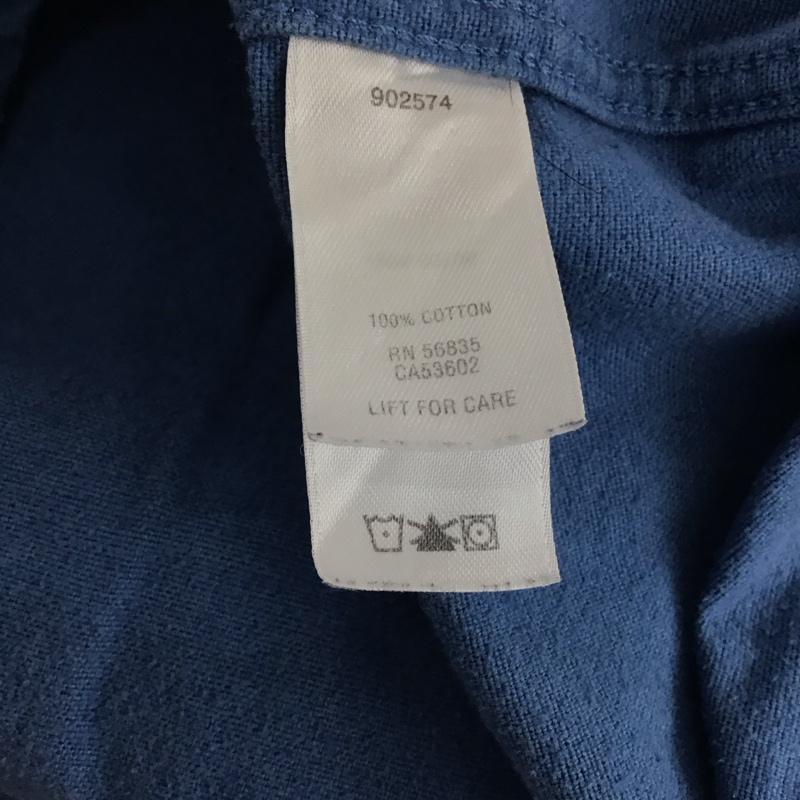 902574
100% COTTON
RN 56835
CA53602
LIFT FOR CARE